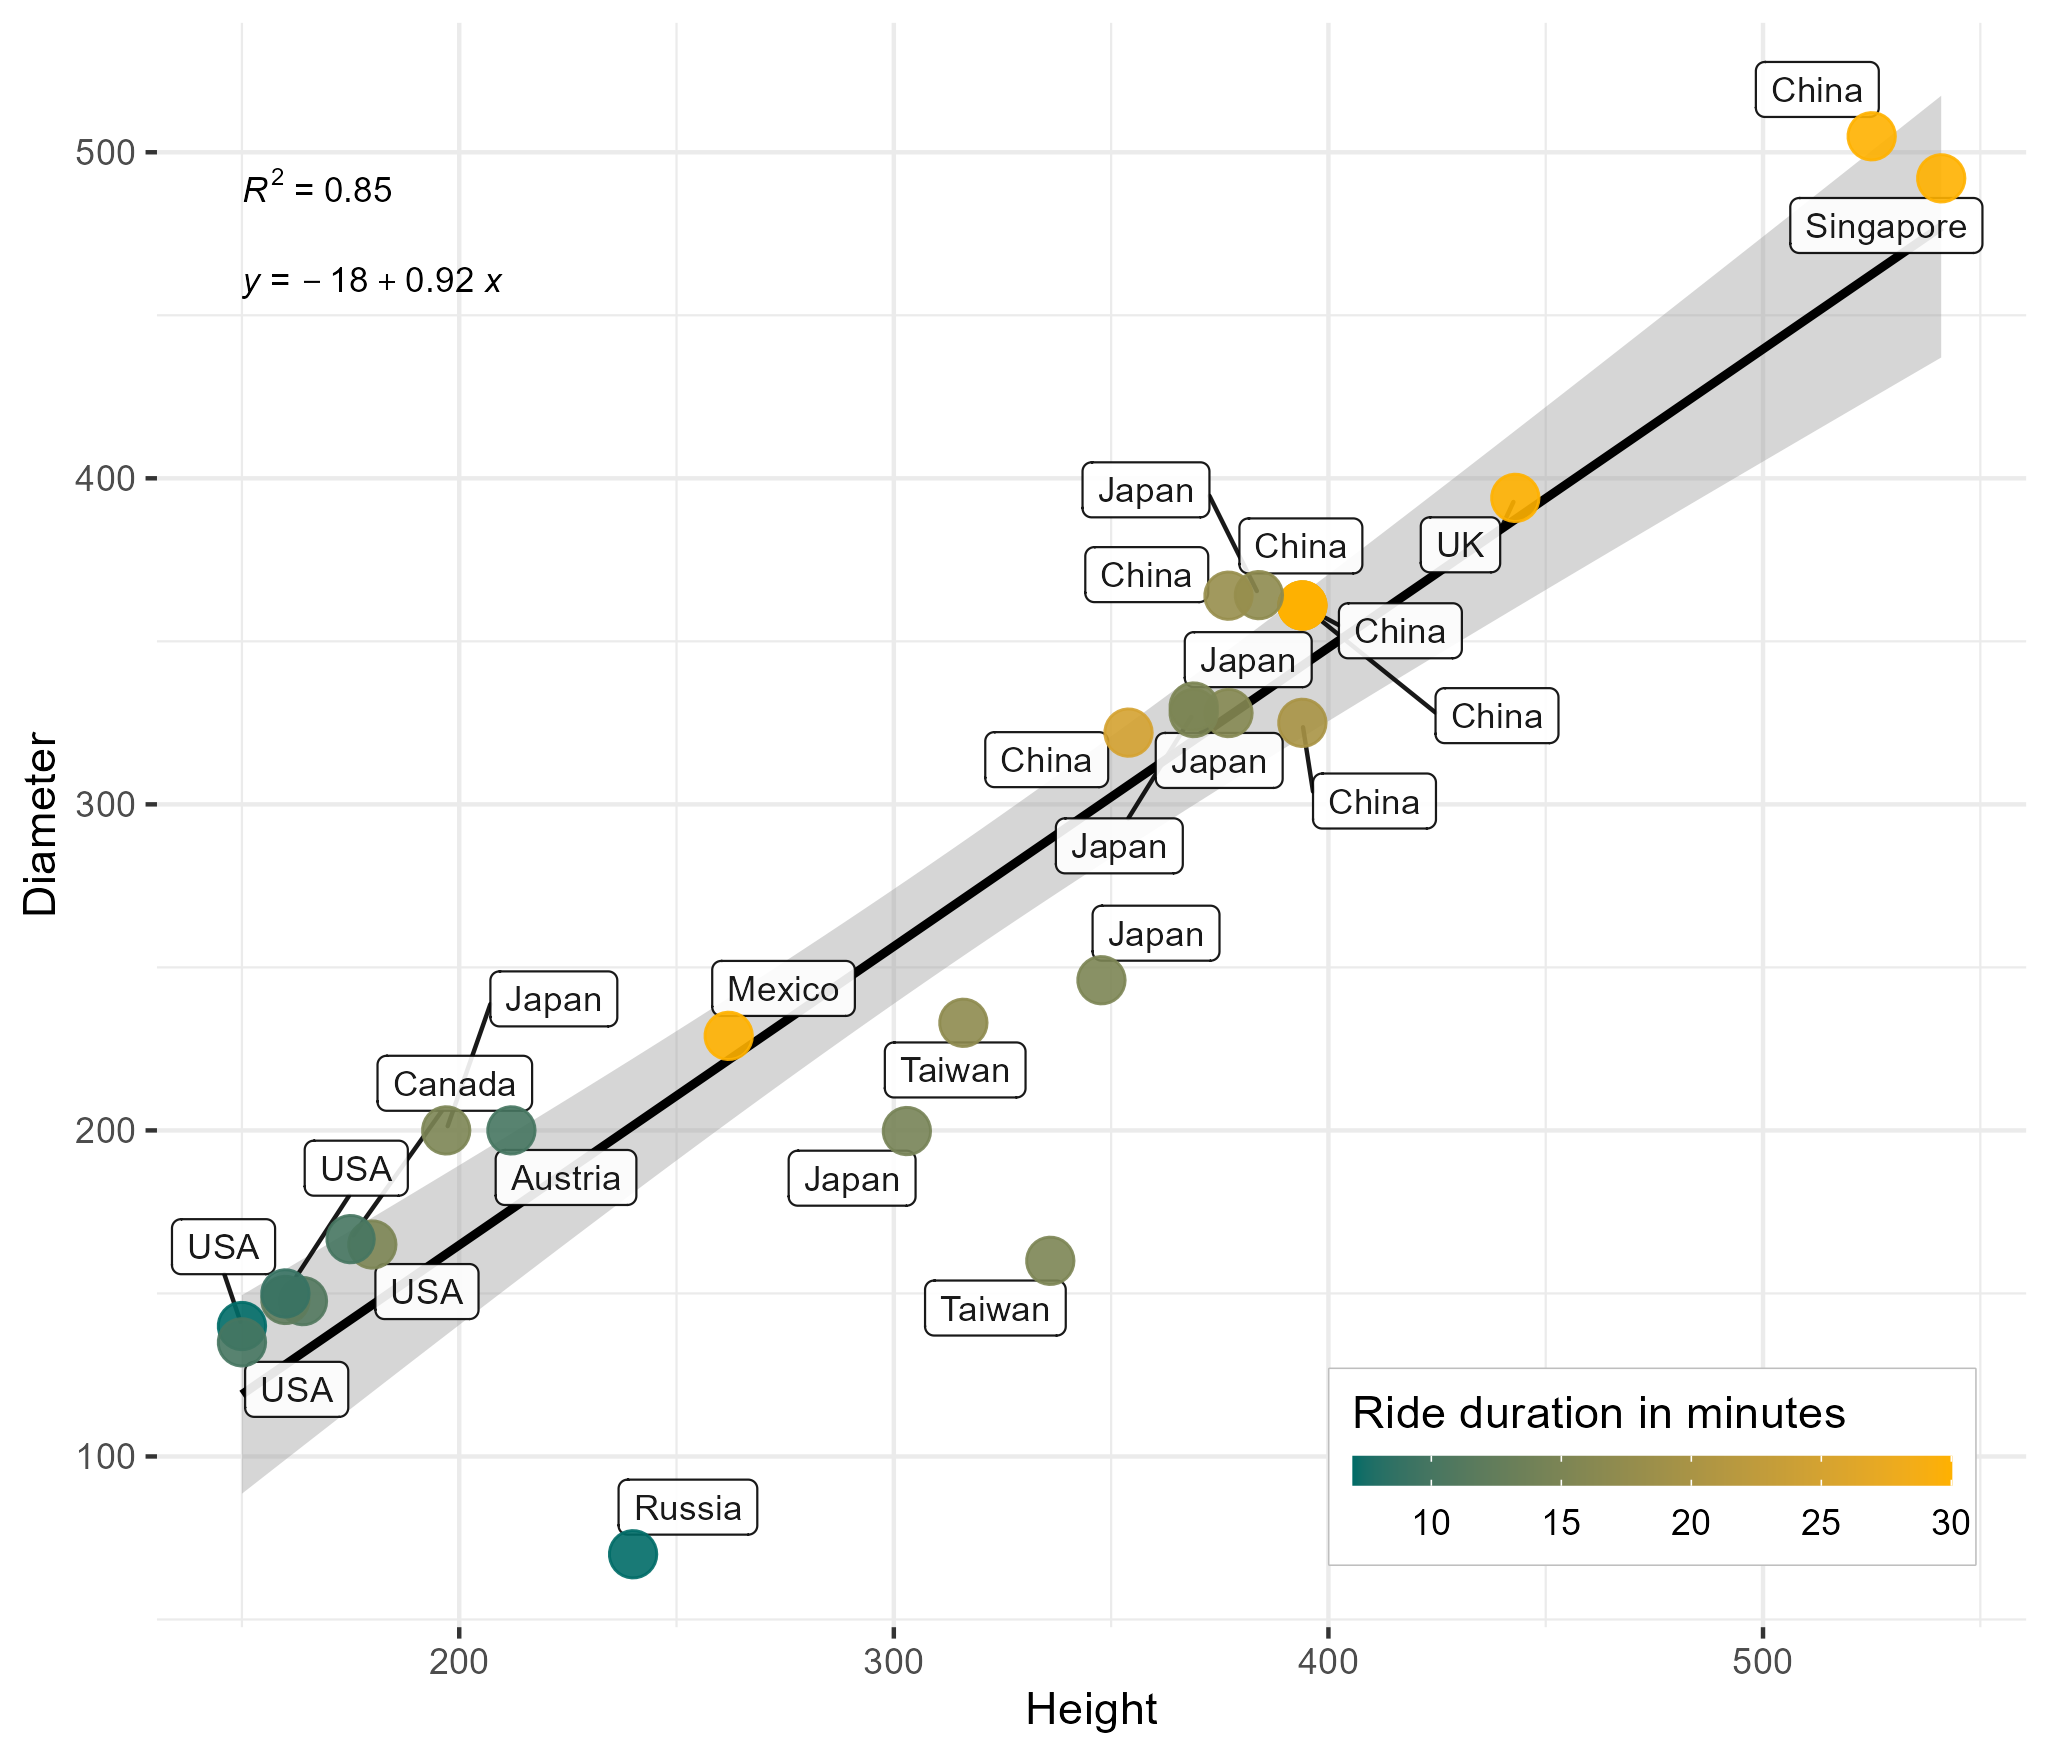 China
500
R² = 0.85
Singapore
y = − 18 + 0.92 x
400
Japan
China
UK
China
China
Japan
China
China
Japan
300
China
Japan
Japan
Japan
Mexico
Taiwan
Canada
200
USA
Austria
Japan
USA
USA
Taiwan
USA
100
Russia
Ride duration in minutes
10 15 20 25 30
200 300 400 500
Height
Diameter